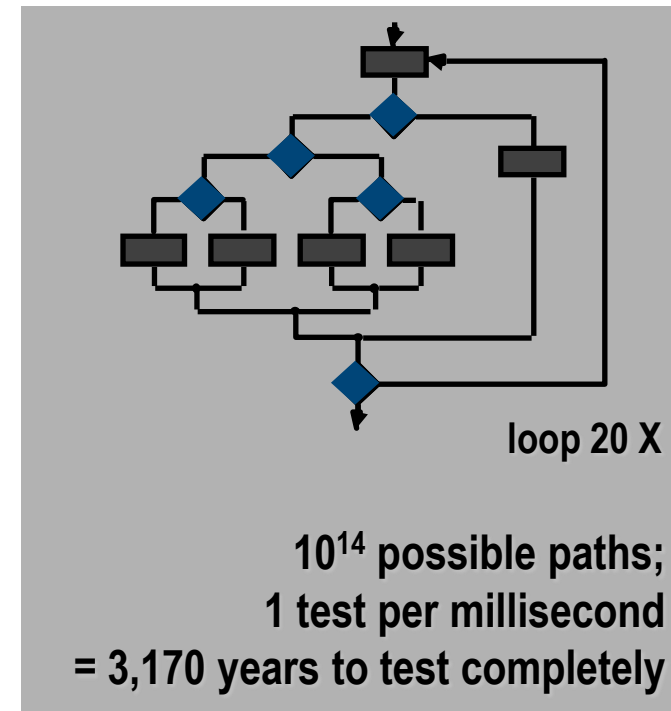 loop 20 X
10¹⁴ possible paths;
1 test per millisecond
= 3,170 years to test completely